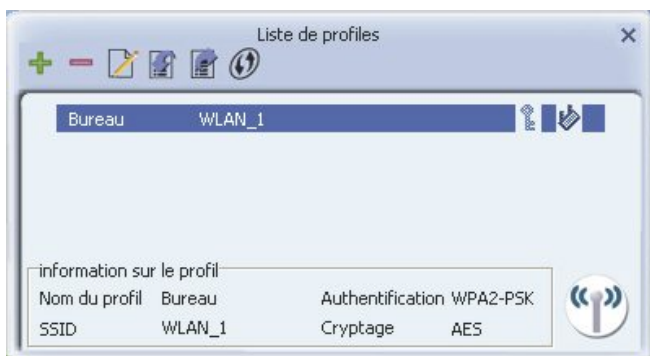 Liste de profiles
Bureau WLAN_1
information sur le profil
Nom du profil Bureau Authentification WPA2-PSK
SSID WLAN_1 Cryptage AES